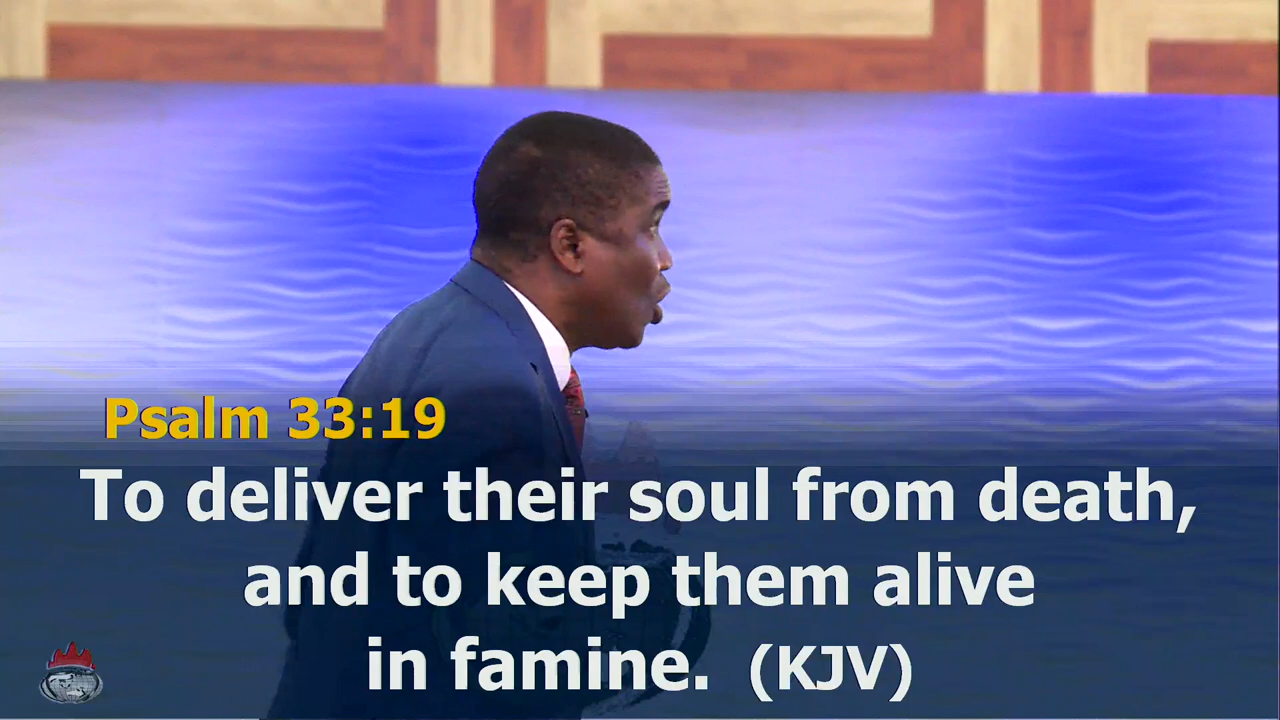 Psalm 33:19
To deliver their soul from death,
and to keep them alive
in famine. (KJV)